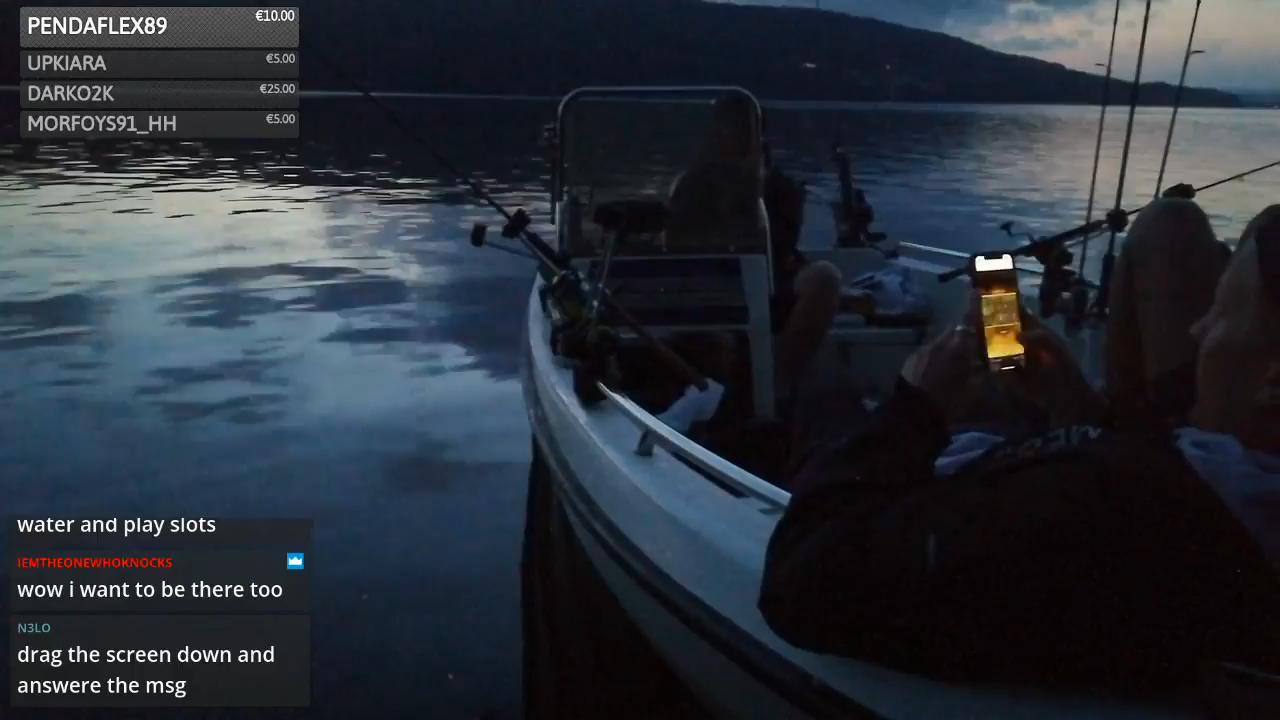 PENDAFLEX89 €10.00
UPKIARA €5.00
DARKO2K €25.00
MORFOYS91_HH €5.00
water and play slots
IEMTHEONEWHOKNOCKS
wow i want to be there too
N3LO
drag the screen down and
answere the msg